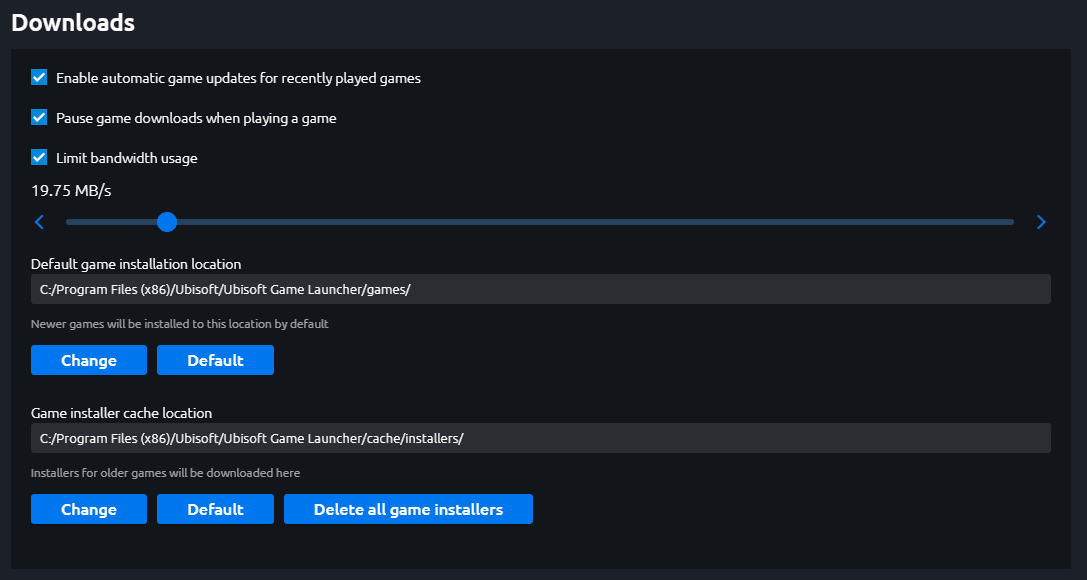 Downloads
Enable automatic game updates for recently played games
Pause game downloads when playing a game
Limit bandwidth usage
19.75 MB/s
Default game installation location
C:/Program Files (x86)/Ubisoft/Ubisoft Game Launcher/games/
Newer games will be installed to this location by default
Change Default
Game installer cache location
C:/Program Files (x86)/Ubisoft/Ubisoft Game Launcher/cache/installers/
Installers for older games will be downloaded here
Change Default Delete all game installers